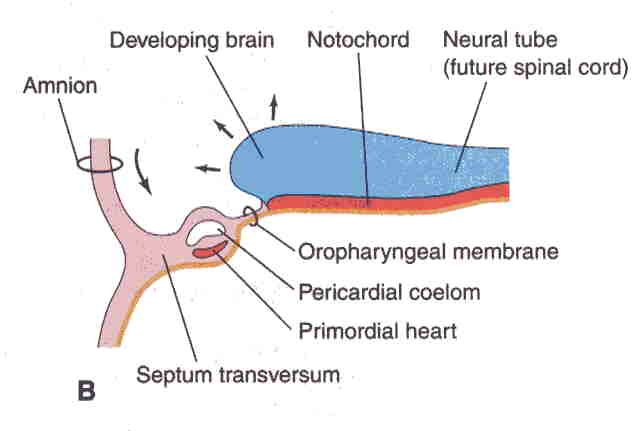 Developing brain
Notochord
Neural tube
(future spinal cord)
Amnion
Oropharyngeal membrane
Pericardial coelom
Primordial heart
Septum transversum
B